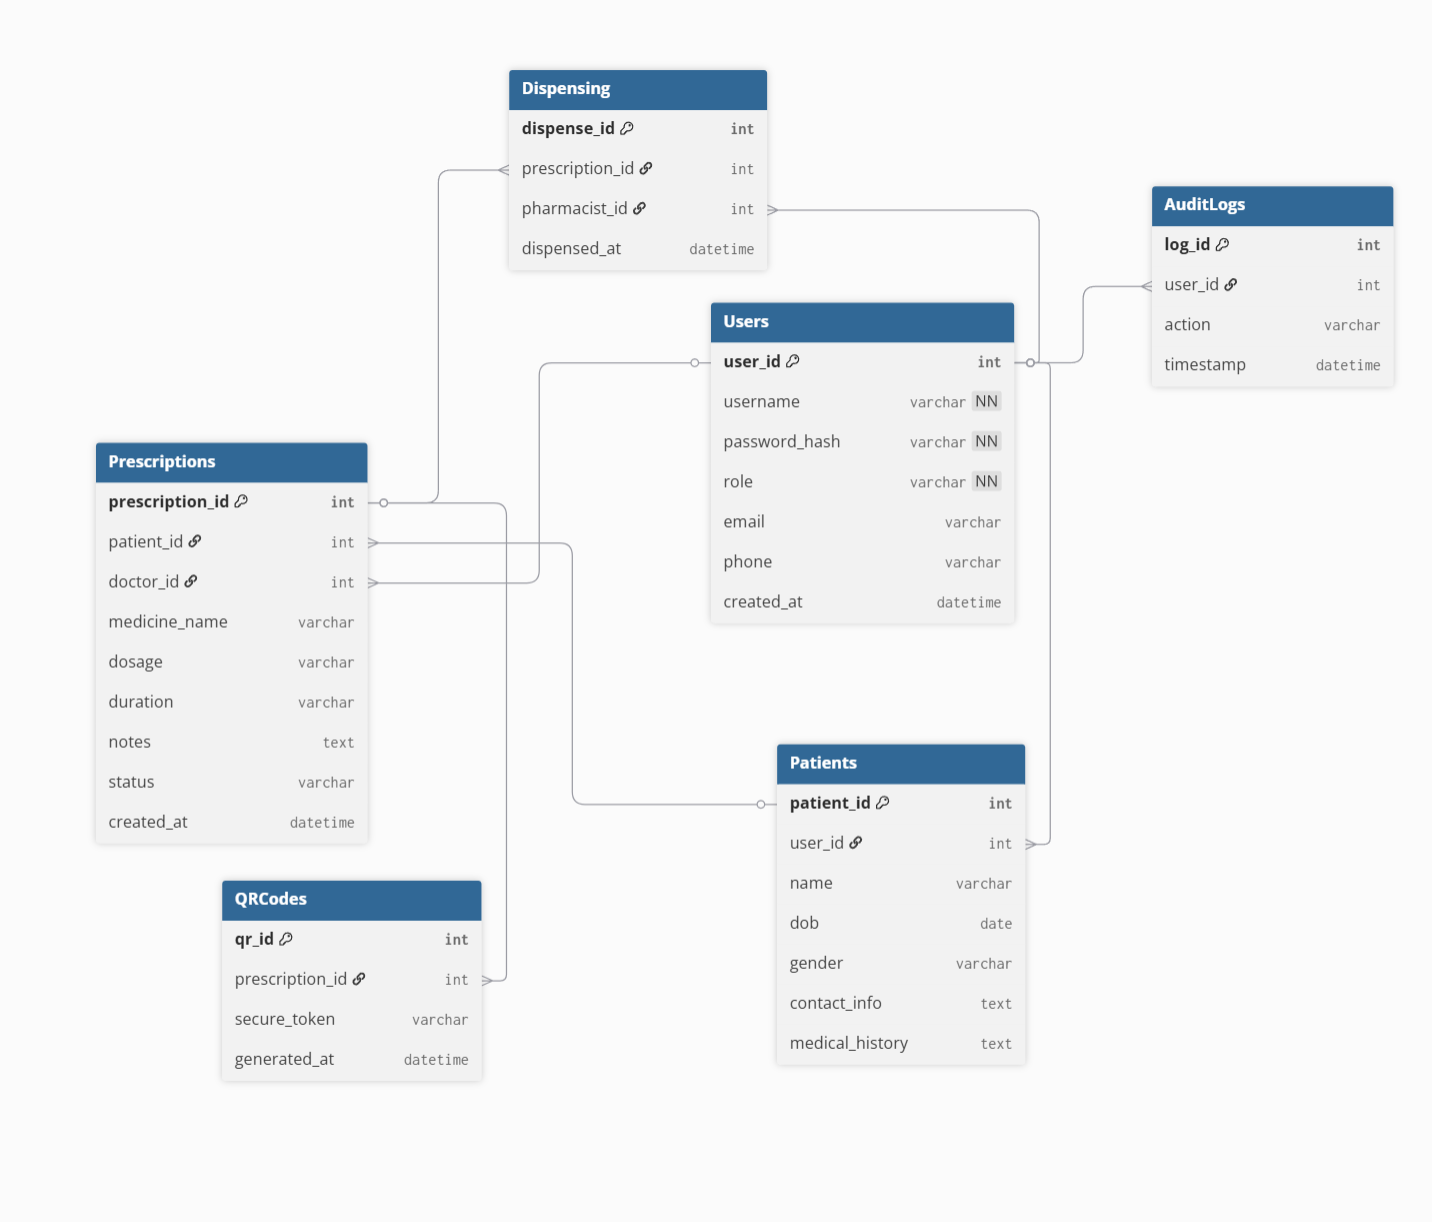 Dispensing
dispense_id int
prescription_id int
pharmacist_id int
dispensed_at datetime
AuditLogs
log_id int
user_id int
action varchar
timestamp datetime
Users
user_id int
username varchar NN
password_hash varchar NN
role varchar NN
email varchar
phone varchar
created_at datetime
Prescriptions
prescription_id int
patient_id int
doctor_id int
medicine_name varchar
dosage varchar
duration varchar
notes text
status varchar
created_at datetime
Patients
patient_id int
user_id int
name varchar
dob date
gender varchar
contact_info text
medical_history text
QRCodes
qr_id int
prescription_id int
secure_token varchar
generated_at datetime